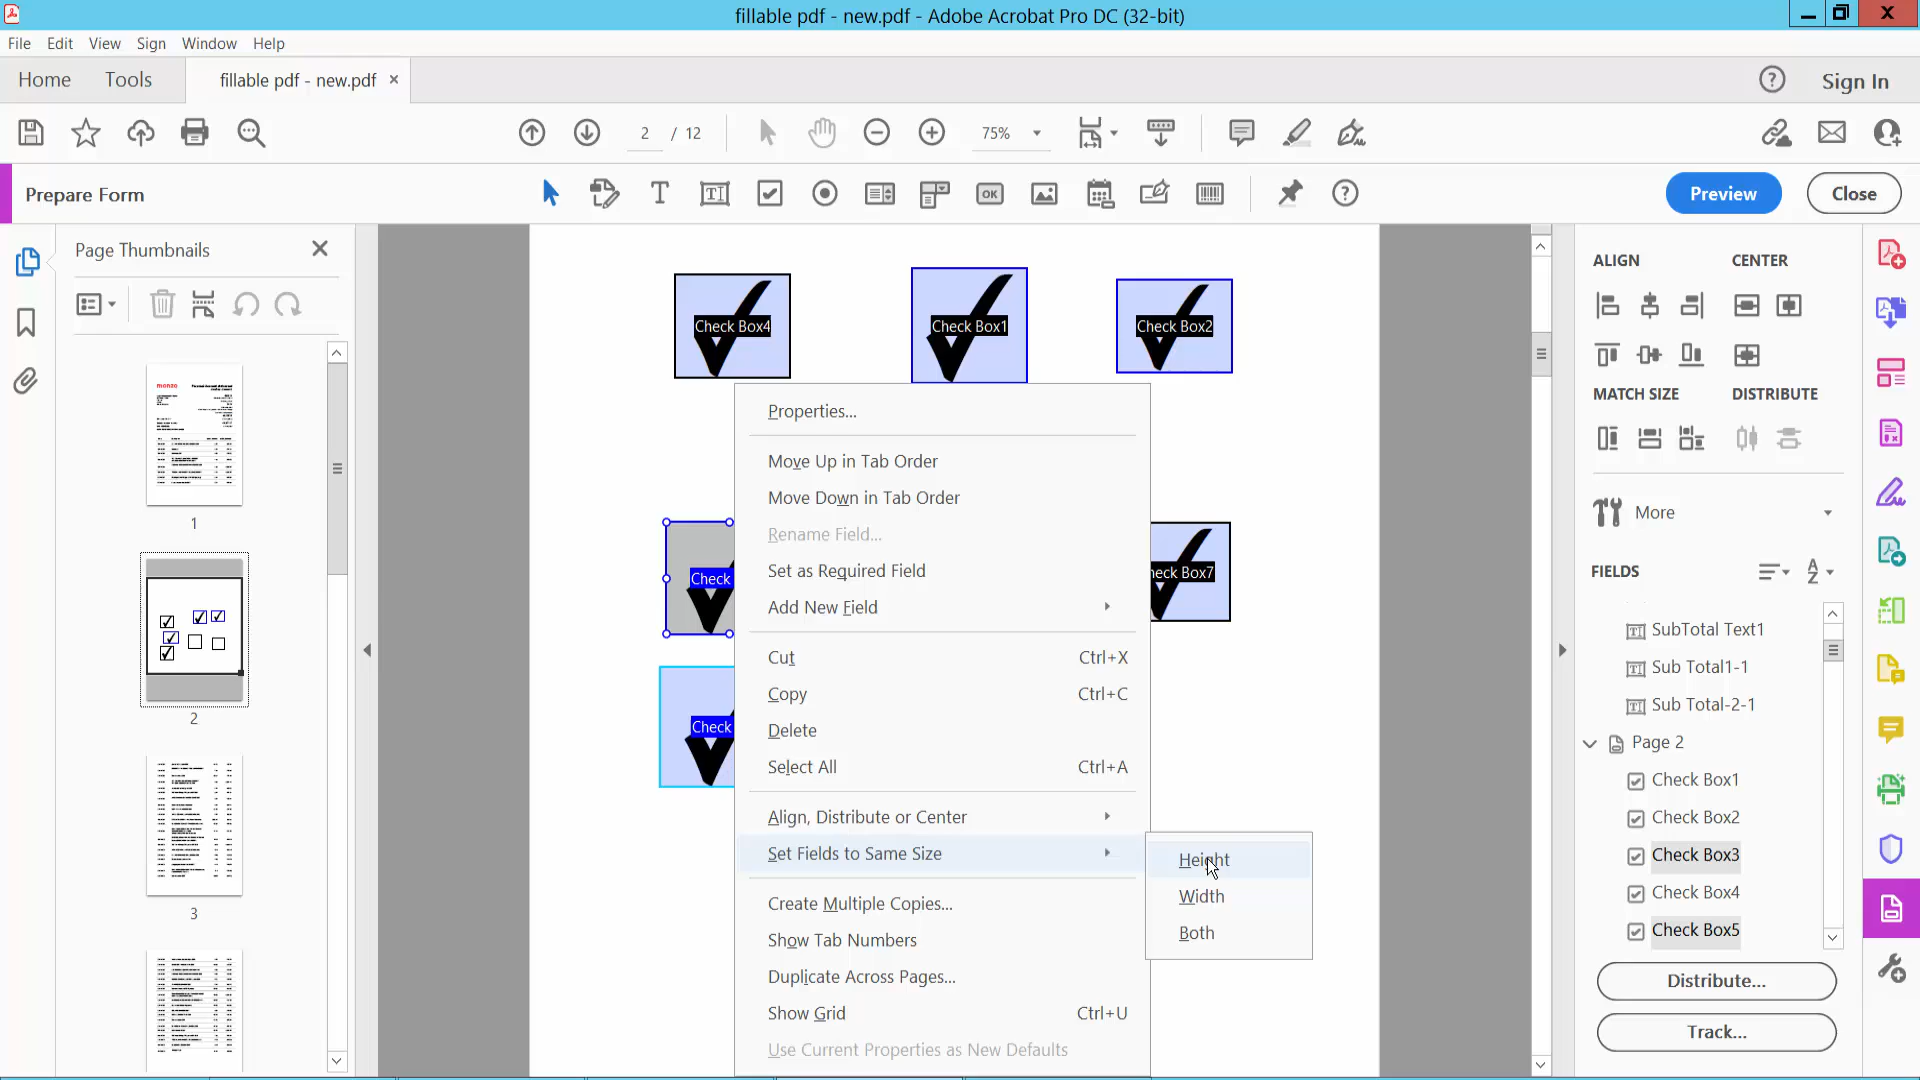 fillable pdf - new.pdf - Adobe Acrobat Pro DC (32-bit)
File Edit View Sign Window Help
Home Tools fillable pdf - new.pdf × Sign In
2 / 12 75%
Prepare Form Preview Close
Page Thumbnails
1
2
3
monzo
Check Box4 Check Box1 Check Box2
Check
heck Box7
Check
Properties...
Move Up in Tab Order
Move Down in Tab Order
Rename Field...
Set as Required Field
Add New Field
Cut Ctrl+X
Copy Ctrl+C
Delete
Select All Ctrl+A
Align, Distribute or Center
Set Fields to Same Size
Create Multiple Copies...
Show Tab Numbers
Duplicate Across Pages...
Show Grid Ctrl+U
Use Current Properties as New Defaults
Height
Width
Both
ALIGN CENTER
MATCH SIZE DISTRIBUTE
More
FIELDS
SubTotal Text1
Sub Total1-1
Sub Total-2-1
Page 2
Check Box1
Check Box2
Check Box3
Check Box4
Check Box5
Distribute...
Track...